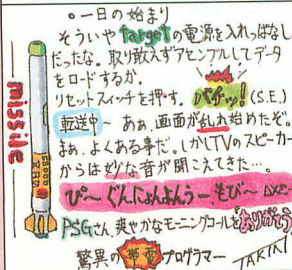 ○一日の始まり
そういやtargetの電源を入れっぱなし
だったな。取り敢えずアセンブルしてデータ
をロードするか。
リセットスイッチを押す。バチッ!(S.E.)
転送中〜 ああ、画面が乱れ始めたぞ。
まあ、よくある事だ。しかしTVのスピーカー
からは妙な音が聞こえてきた…。
ぴ〜ぐんにょんょんうー、もび〜
PSGさん、爽やかなモーニングコールをありがとう
驚異の帯電プログラマー TAKIN
missile